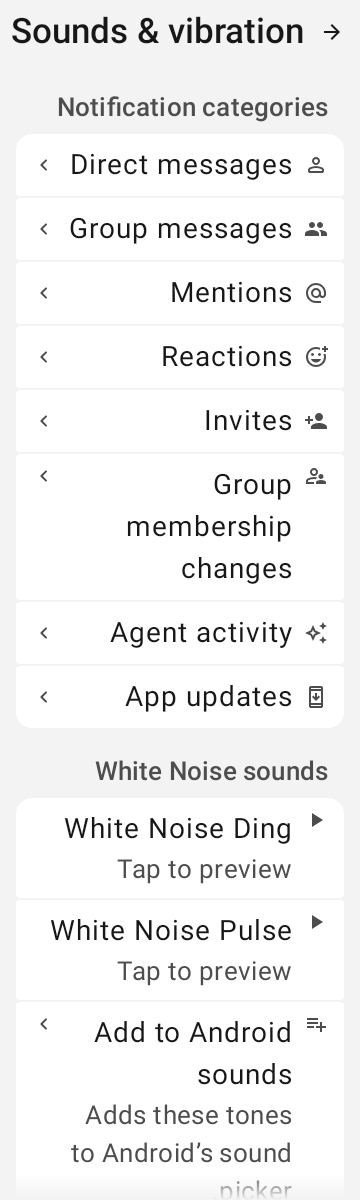 Sounds & vibration
Notification categories
Direct messages
Group messages
Mentions
Reactions
Invites
Group
membership
changes
Agent activity
App updates
White Noise sounds
White Noise Ding
Tap to preview
White Noise Pulse
Tap to preview
Add to Android
sounds
Adds these tones
to Android’s sound
picker